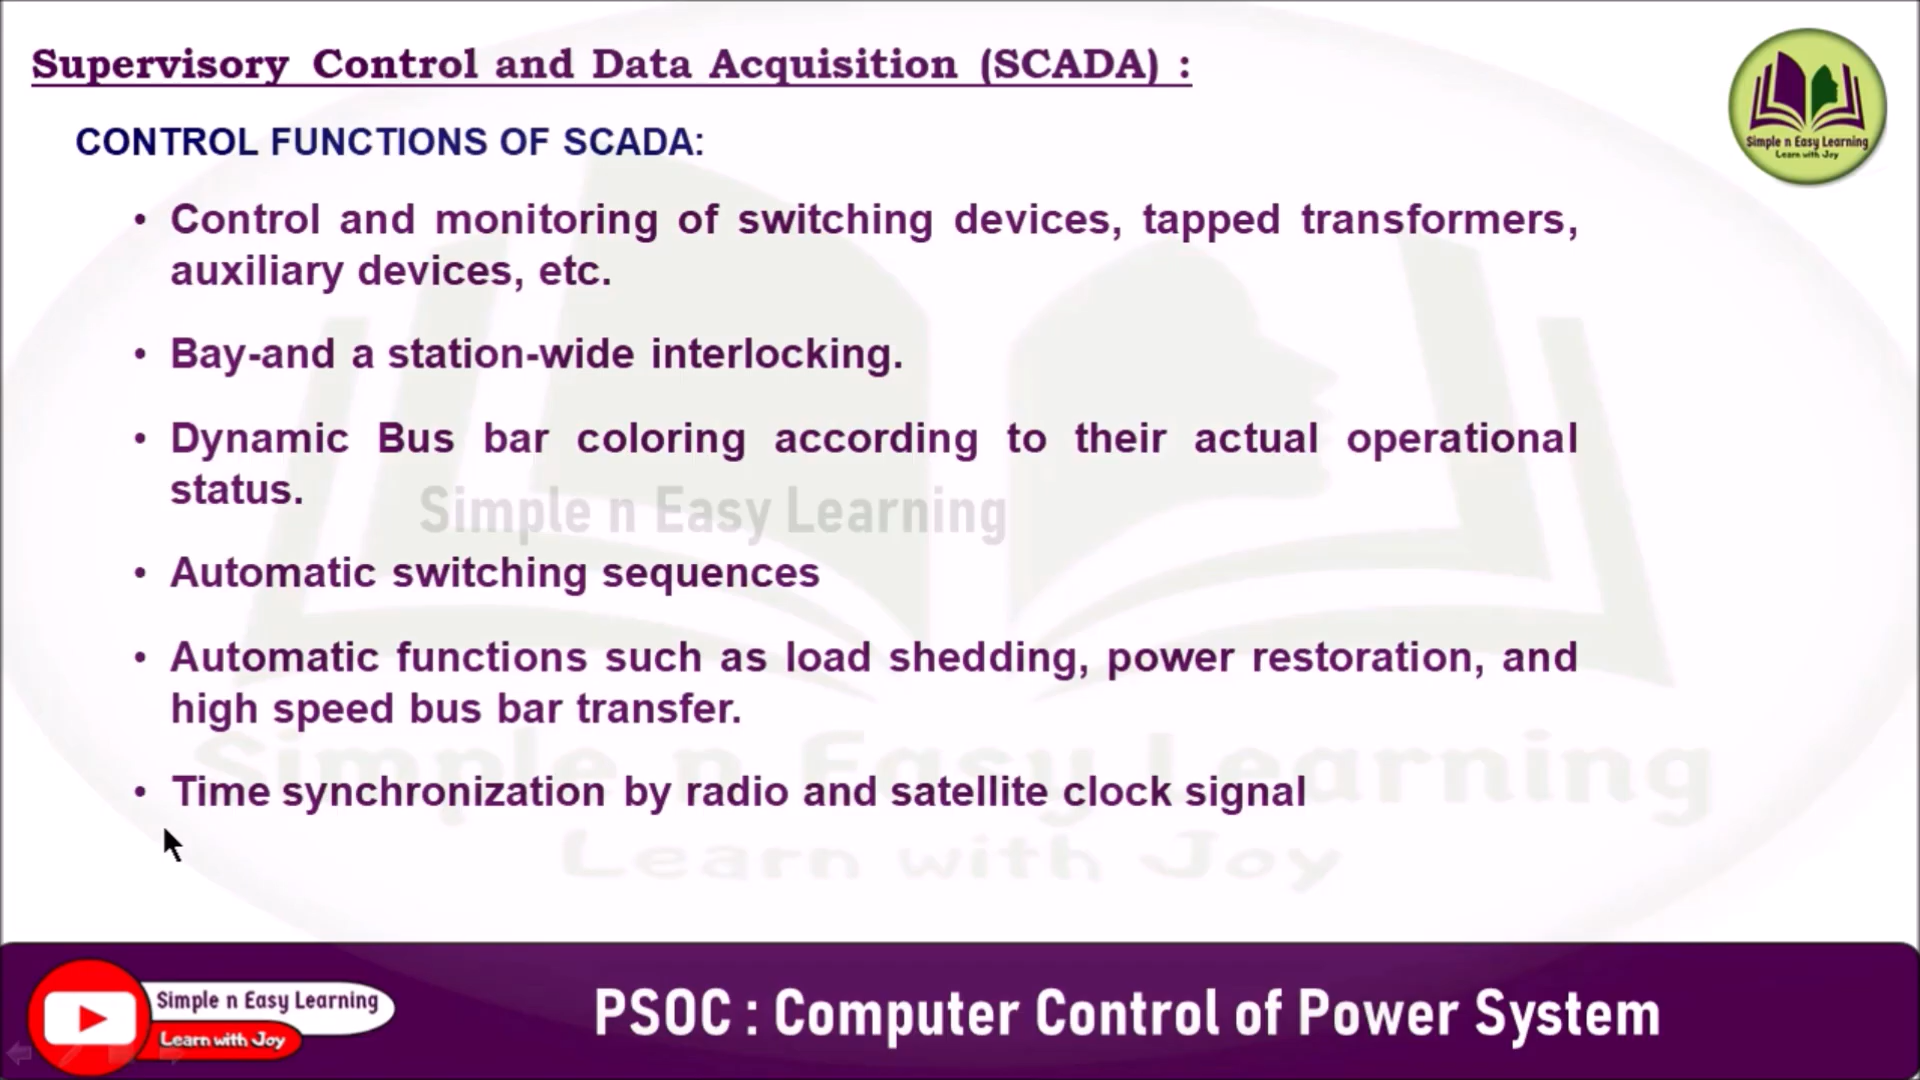 Supervisory Control and Data Acquisition (SCADA) :
Simple n Easy Learning
Learn with Joy
CONTROL FUNCTIONS OF SCADA:
• Control and monitoring of switching devices, tapped transformers,
auxiliary devices, etc.
• Bay-and a station-wide interlocking.
• Dynamic Bus bar coloring according to their actual operational
status.
Simple n Easy Learning
• Automatic switching sequences
• Automatic functions such as load shedding, power restoration, and
high speed bus bar transfer.
Simple n Easy Learning
• Time synchronization by radio and satellite clock signal
Learn with Joy
Simple n Easy Learning
Learn with Joy
PSOC : Computer Control of Power System